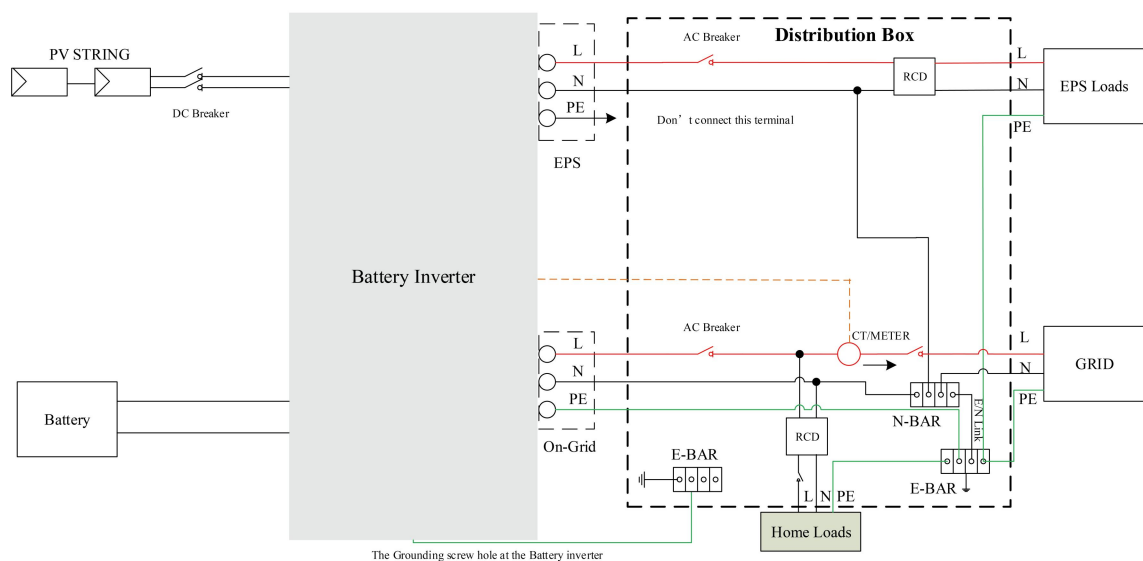 Distribution Box
L
AC Breaker
L
PV STRING
RCD
EPS Loads
N
N
PE
DC Breaker
Don’t connect this terminal
PE
EPS
Battery Inverter
AC Breaker
CT/METER
L
L
GRID
N
N
PE
PE
E/N Link
Battery
N-BAR
On-Grid
RCD
E-BAR
E-BAR
L N PE
Home Loads
The Grounding screw hole at the Battery inverter